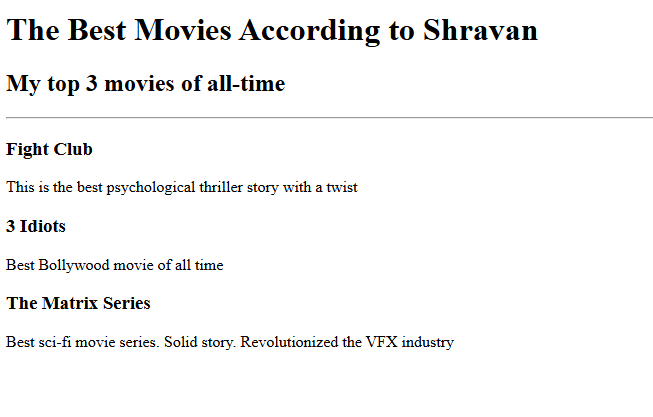 The Best Movies According to Shravan
My top 3 movies of all-time
Fight Club
This is the best psychological thriller story with a twist
3 Idiots
Best Bollywood movie of all time
The Matrix Series
Best sci-fi movie series. Solid story. Revolutionized the VFX industry